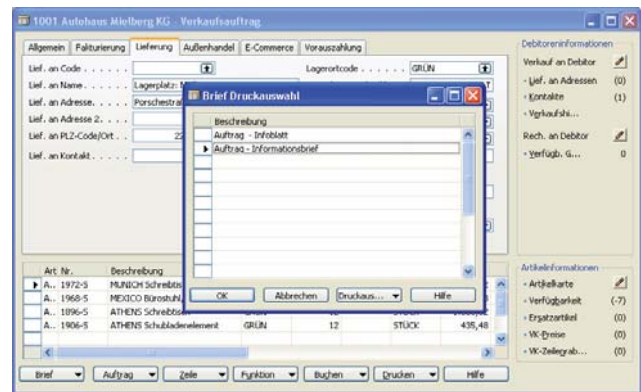 1001 Autohaus Mielberg KG - Verkaufsauftrag
Allgemein Fakturierung Lieferung Außenhandel E-Commerce Vorauszahlung
Lief. an Code
Lagerortcode GRÜN
Lief. an Name Lagerplatz:
Lief. an Adresse Porschestra
Lief. an Adresse 2
Lief. an PLZ-Code/Ort 22
Lief. an Kontakt
Brief Druckauswahl
Beschreibung
Auftrag - Infoblatt
Auftrag - Informationsbrief
OK Abbrechen Druckaus... Hilfe
Debitoreninformationen
Verkauf an Debitor
Lief. an Adressen (0)
Kontakte (1)
Verkaufshi...
Rech. an Debitor
Verfügb. G... 0
Art Nr. Beschreibung
A.. 1972-S MUNICH Schreibtis
A.. 1968-S MEXICO Bürostuhl,
A.. 1896-S ATHENS Schreibtisch
A.. 1906-S ATHENS Schubladenelement GRÜN 12 STÜCK 435,48
Artikelinformationen
Artikelkarte
Verfügbarkeit (-7)
Ersatzartikel (0)
VK-Preise (0)
VK-Zeilenrab... (0)
Brief Auftrag Zeile Funktion Buchen Drucken Hilfe